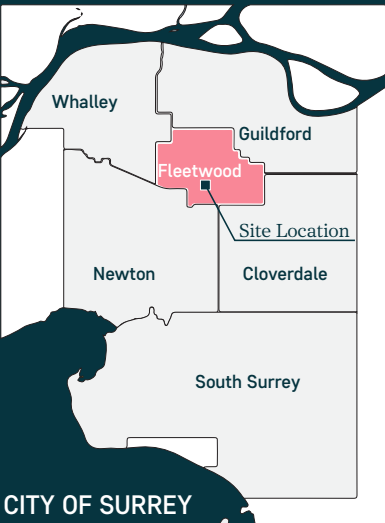 Whalley
Guildford
Fleetwood
Site Location
Newton
Cloverdale
South Surrey
CITY OF SURREY